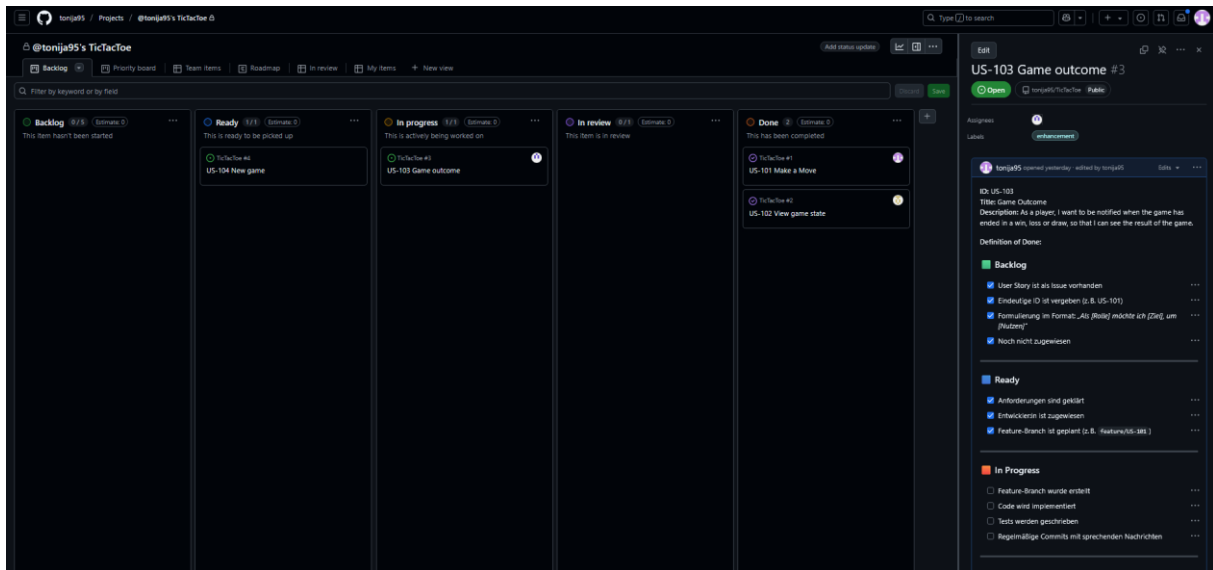 tonija95 / Projects / @tonija95's TicTacToe
Type / to search
@tonija95's TicTacToe
Add status update
Backlog
Priority board
Team items
Roadmap
In review
My items
+ New view
Filter by keyword or by field
Discard
Save
Backlog 0/5 Estimate: 0
This item hasn't been started
Ready 1/1 Estimate: 0
This is ready to be picked up
TicTacToe #4
US-104 New game
In progress 1/1 Estimate: 0
This is actively being worked on
TicTacToe #3
US-103 Game outcome
In review 0/1 Estimate: 0
This item is in review
Done 2 Estimate: 0
This has been completed
TicTacToe #1
US-101 Make a Move
TicTacToe #2
US-102 View game state
Edit
US-103 Game outcome #3
Open
tonija95/TicTacToe Public
Assignees
Labels
enhancement
tonija95 opened yesterday · edited by tonija95
Edits
ID: US-103
Title: Game Outcome
Description: As a player, I want to be notified when the game has
ended in a win, loss or draw, so that I can see the result of the game.
Definition of Done:
Backlog
User Story ist als Issue vorhanden
Eindeutige ID ist vergeben (z. B. US-101)
Formulierung im Format: „Als [Rolle] möchte ich [Ziel], um
[Nutzen]"
Noch nicht zugewiesen
Ready
Anforderungen sind geklärt
Entwickler:in ist zugewiesen
Feature-Branch ist geplant (z. B. feature/US-101 )
In Progress
Feature-Branch wurde erstellt
Code wird implementiert
Tests werden geschrieben
Regelmäßige Commits mit sprechenden Nachrichten